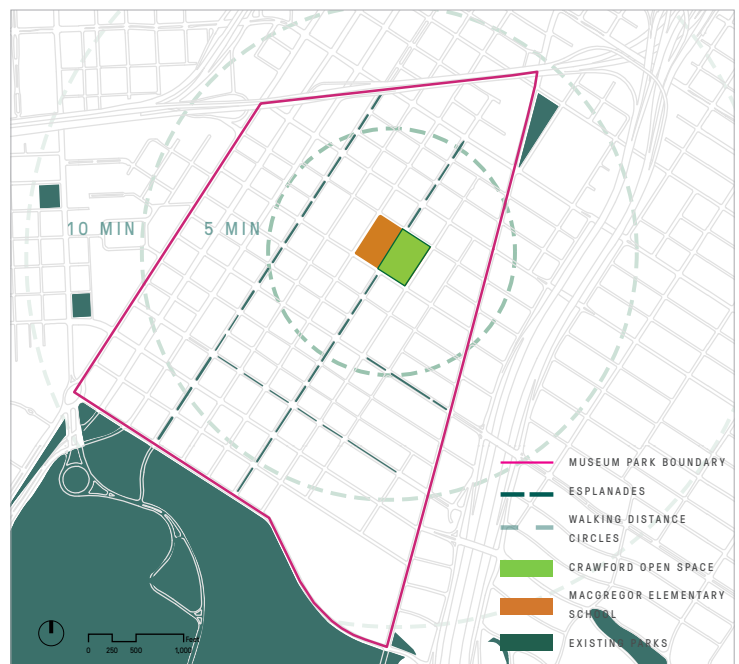 10 MIN
5 MIN
MUSEUM PARK BOUNDARY
ESPLANADES
WALKING DISTANCE
CIRCLES
CRAWFORD OPEN SPACE
MACGREGOR ELEMENTARY
SCHOOL
EXISTING PARKS
Feet
0 250 500 1,000